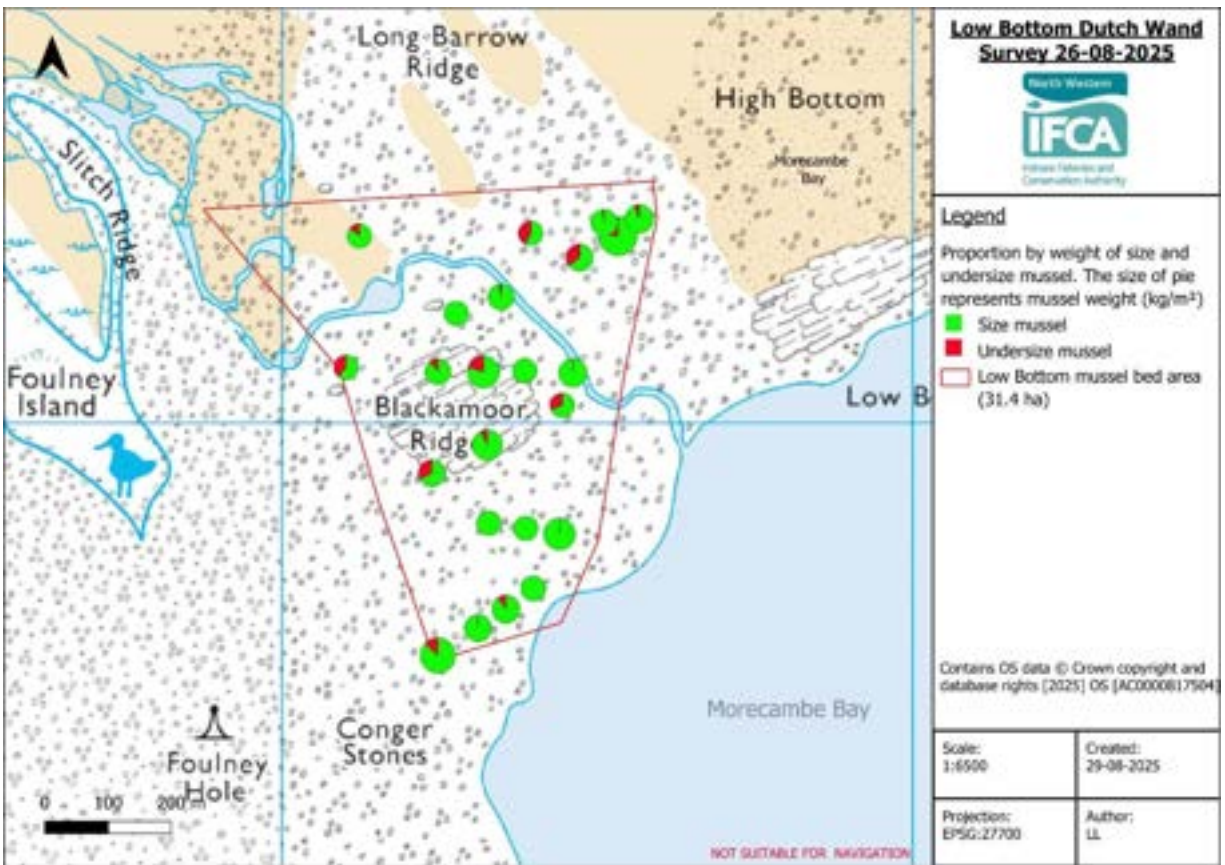 Long Barrow
Ridge
High Bottom
Morecambe
Bay
Slitch Ridge
Foulney
Island
Blackamoor
Ridg
Low B
Conger
Stones
Morecambe Bay
Foulney
Hole
0 100 200 m
NOT SUITABLE FOR NAVIGATION
Low Bottom Dutch Wand
Survey 26-08-2025
North Western
IFCA
Inshore Fisheries and
Conservation Authority
Legend
Proportion by weight of size and
undersize mussel. The size of pie
represents mussel weight (kg/m²)
Size mussel
Undersize mussel
Low Bottom mussel bed area
(31.4 ha)
Contains OS data © Crown copyright and
database rights [2025] OS [AC0000817504]
Scale:
1:6500
Created:
29-08-2025
Projection:
EPSG:27700
Author:
LL